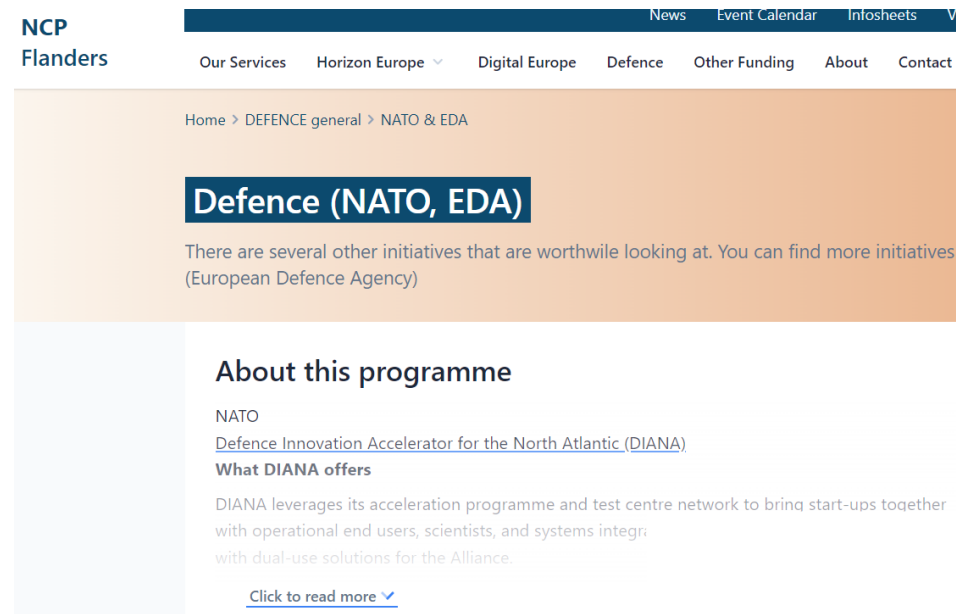 NCP
Flanders
News Event Calendar Infosheets
Our Services Horizon Europe Digital Europe Defence Other Funding About Contact
Home > DEFENCE general > NATO & EDA
Defence (NATO, EDA)
There are several other initiatives that are worthwile looking at. You can find more initiatives
(European Defence Agency)
About this programme
NATO
Defence Innovation Accelerator for the North Atlantic (DIANA)
What DIANA offers
DIANA leverages its acceleration programme and test centre network to bring start-ups together
with operational end users, scientists, and systems
with dual-use solutions for the Alliance.
Click to read more